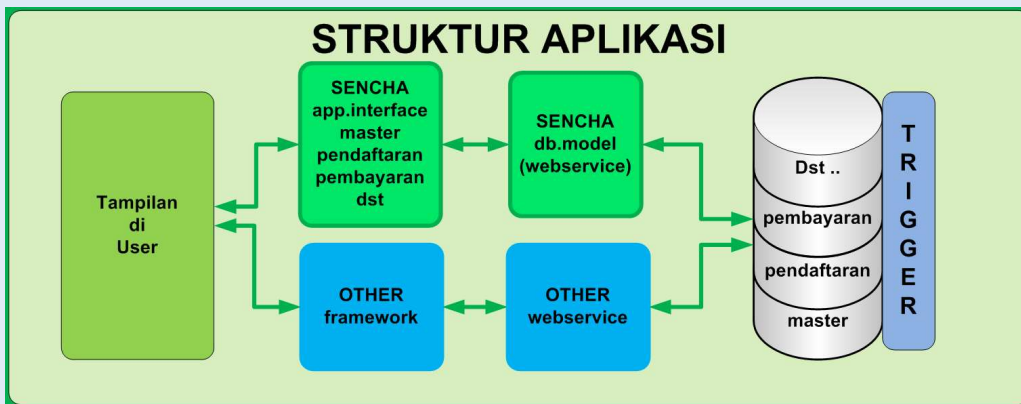 STRUKTUR APLIKASI
Tampilan
di
User
SENCHA
app.interface
master
pendaftaran
pembayaran
dst
SENCHA
db.model
(webservice)
OTHER
framework
OTHER
webservice
Dst ..
pembayaran
pendaftaran
master
T
R
I
G
G
E
R